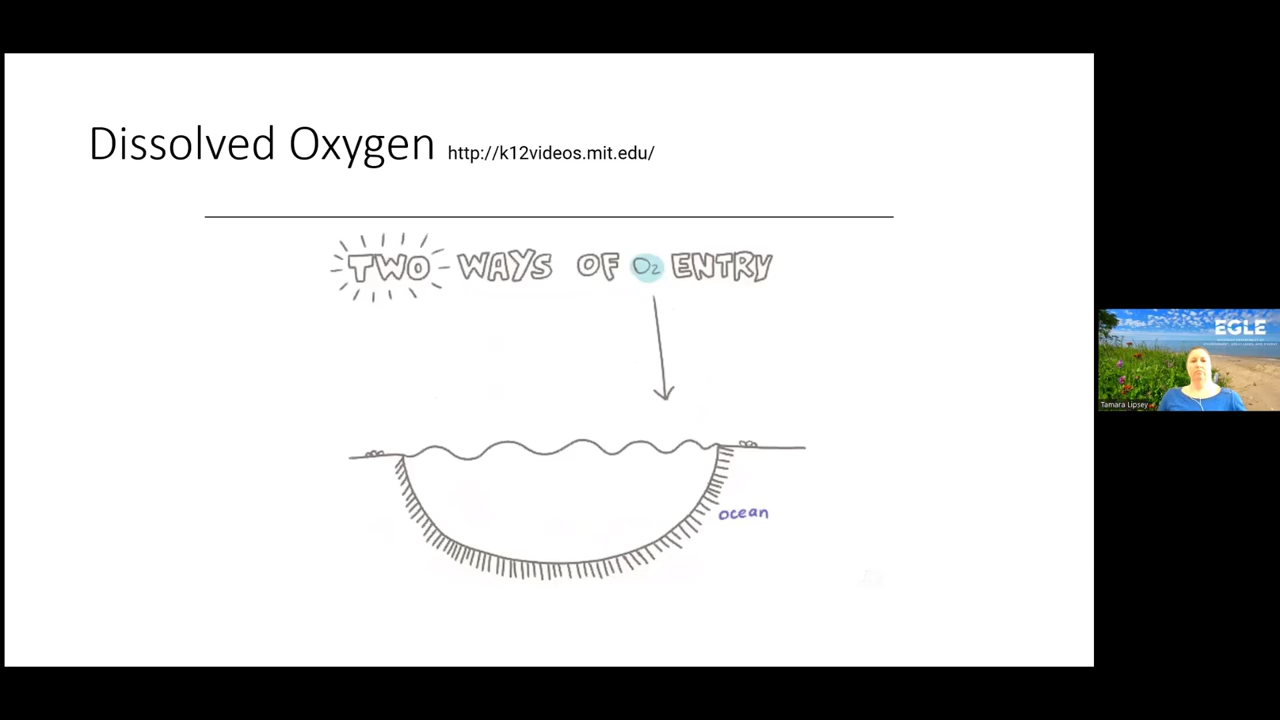 Dissolved Oxygen http://k12videos.mit.edu/
TWO WAYS OF O2 ENTRY
ocean
EGLE
Tamara Lipsey